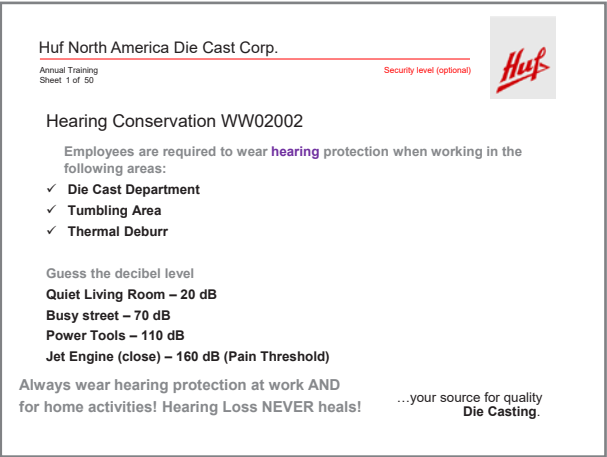 Huf North America Die Cast Corp.
Annual Training
Sheet 1 of 50
Security level (optional)
Huf
Hearing Conservation WW02002
Employees are required to wear hearing protection when working in the
following areas:
✓ Die Cast Department
✓ Tumbling Area
✓ Thermal Deburr
Guess the decibel level
Quiet Living Room – 20 dB
Busy street – 70 dB
Power Tools – 110 dB
Jet Engine (close) – 160 dB (Pain Threshold)
Always wear hearing protection at work AND
for home activities! Hearing Loss NEVER heals!
…your source for quality
Die Casting.